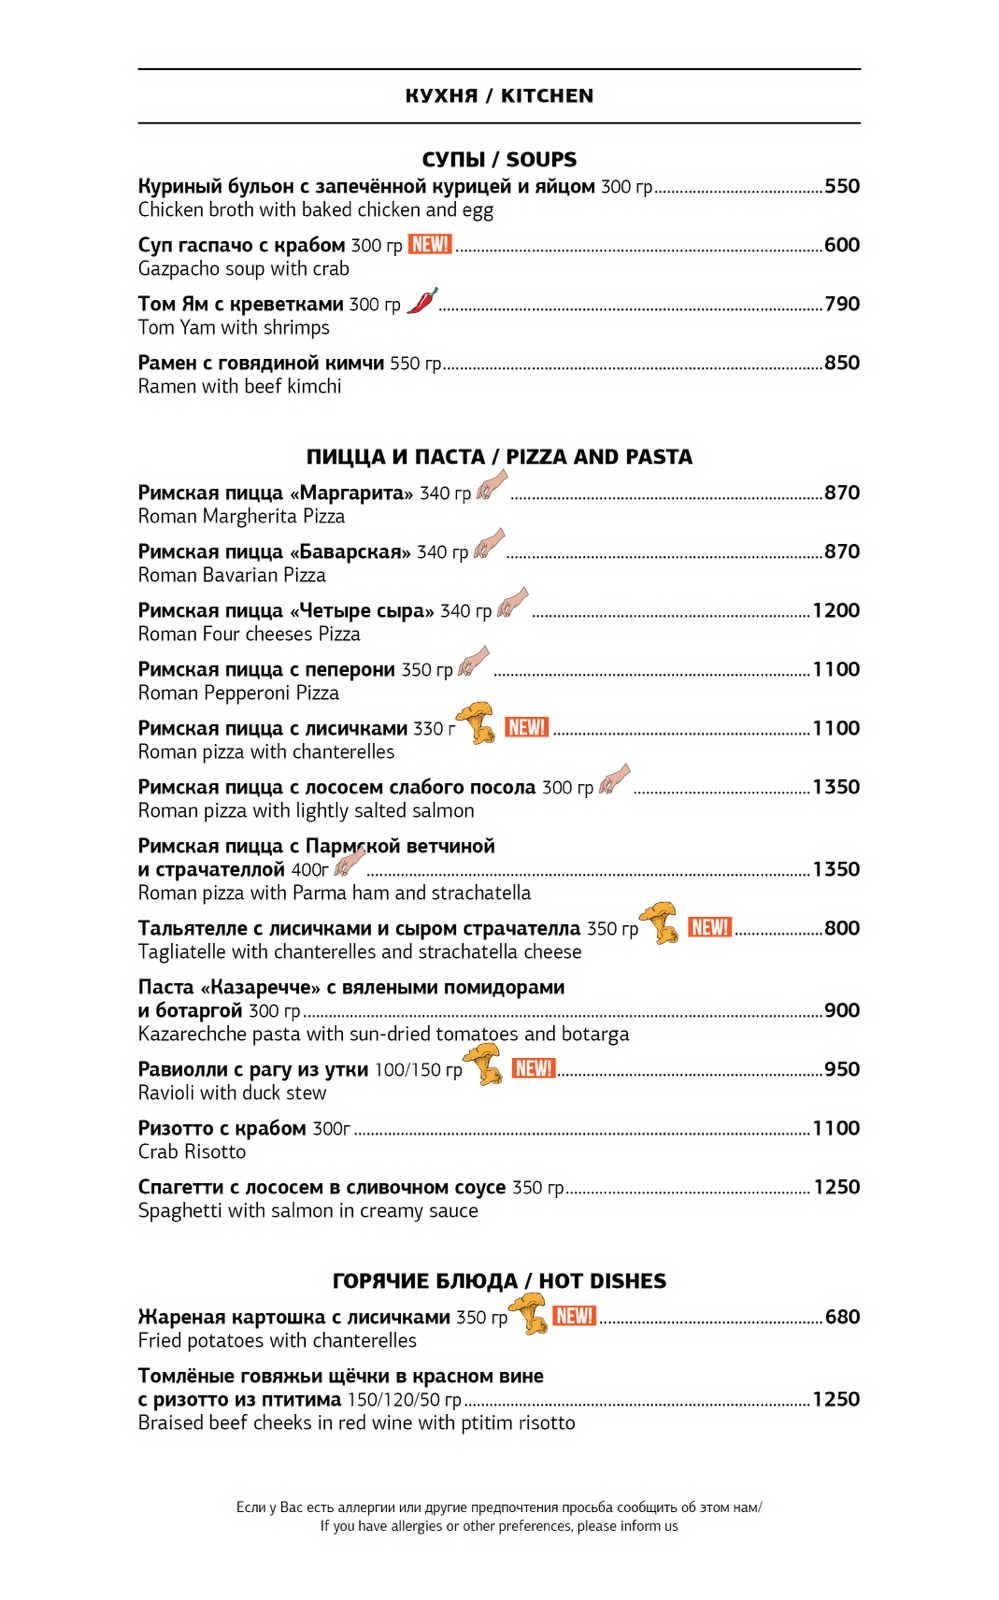 КУХНЯ / KITCHEN
СУПЫ / SOUPS
Куриный бульон с запечённой курицей и яйцом 300 гр.......................................550
Chicken broth with baked chicken and egg
Суп гаспачо с крабом 300 гр NEW! .......................................600
Gazpacho soup with crab
Том Ям с креветками 300 гр .......................................790
Tom Yam with shrimps
Рамен с говядиной кимчи 550 гр.......................................850
Ramen with beef kimchi
ПИЦЦА И ПАСТА / PIZZA AND PASTA
Римская пицца «Маргарита» 340 гр .......................................870
Roman Margherita Pizza
Римская пицца «Баварская» 340 гр .......................................870
Roman Bavarian Pizza
Римская пицца «Четыре сыра» 340 гр .......................................1200
Roman Four cheeses Pizza
Римская пицца с пеперони 350 гр .......................................1100
Roman Pepperoni Pizza
Римская пицца с лисичками 330 г NEW! .......................................1100
Roman pizza with chanterelles
Римская пицца с лососем слабого посола 300 гр .......................................1350
Roman pizza with lightly salted salmon
Римская пицца с Пармской ветчиной
и страчателлой 400г .......................................1350
Roman pizza with Parma ham and strachatella
Тальятелле с лисичками и сыром страчателла 350 гр NEW! .....................800
Tagliatelle with chanterelles and strachatella cheese
Паста «Казаречче» с вялеными помидорами
и ботаргой 300 гр.......................................900
Kazarechche pasta with sun-dried tomatoes and botarga
Равиолли с рагу из утки 100/150 гр NEW! .......................................950
Ravioli with duck stew
Ризотто с крабом 300г.......................................1100
Crab Risotto
Спагетти с лососем в сливочном соусе 350 гр.......................................1250
Spaghetti with salmon in creamy sauce
ГОРЯЧИЕ БЛЮДА / HOT DISHES
Жареная картошка с лисичками 350 гр NEW! .......................................680
Fried potatoes with chanterelles
Томлёные говяжьи щёчки в красном вине
с ризотто из птитима 150/120/50 гр.......................................1250
Braised beef cheeks in red wine with ptitim risotto
Если у Вас есть аллергии или другие предпочтения просьба сообщить об этом нам/
If you have allergies or other preferences, please inform us